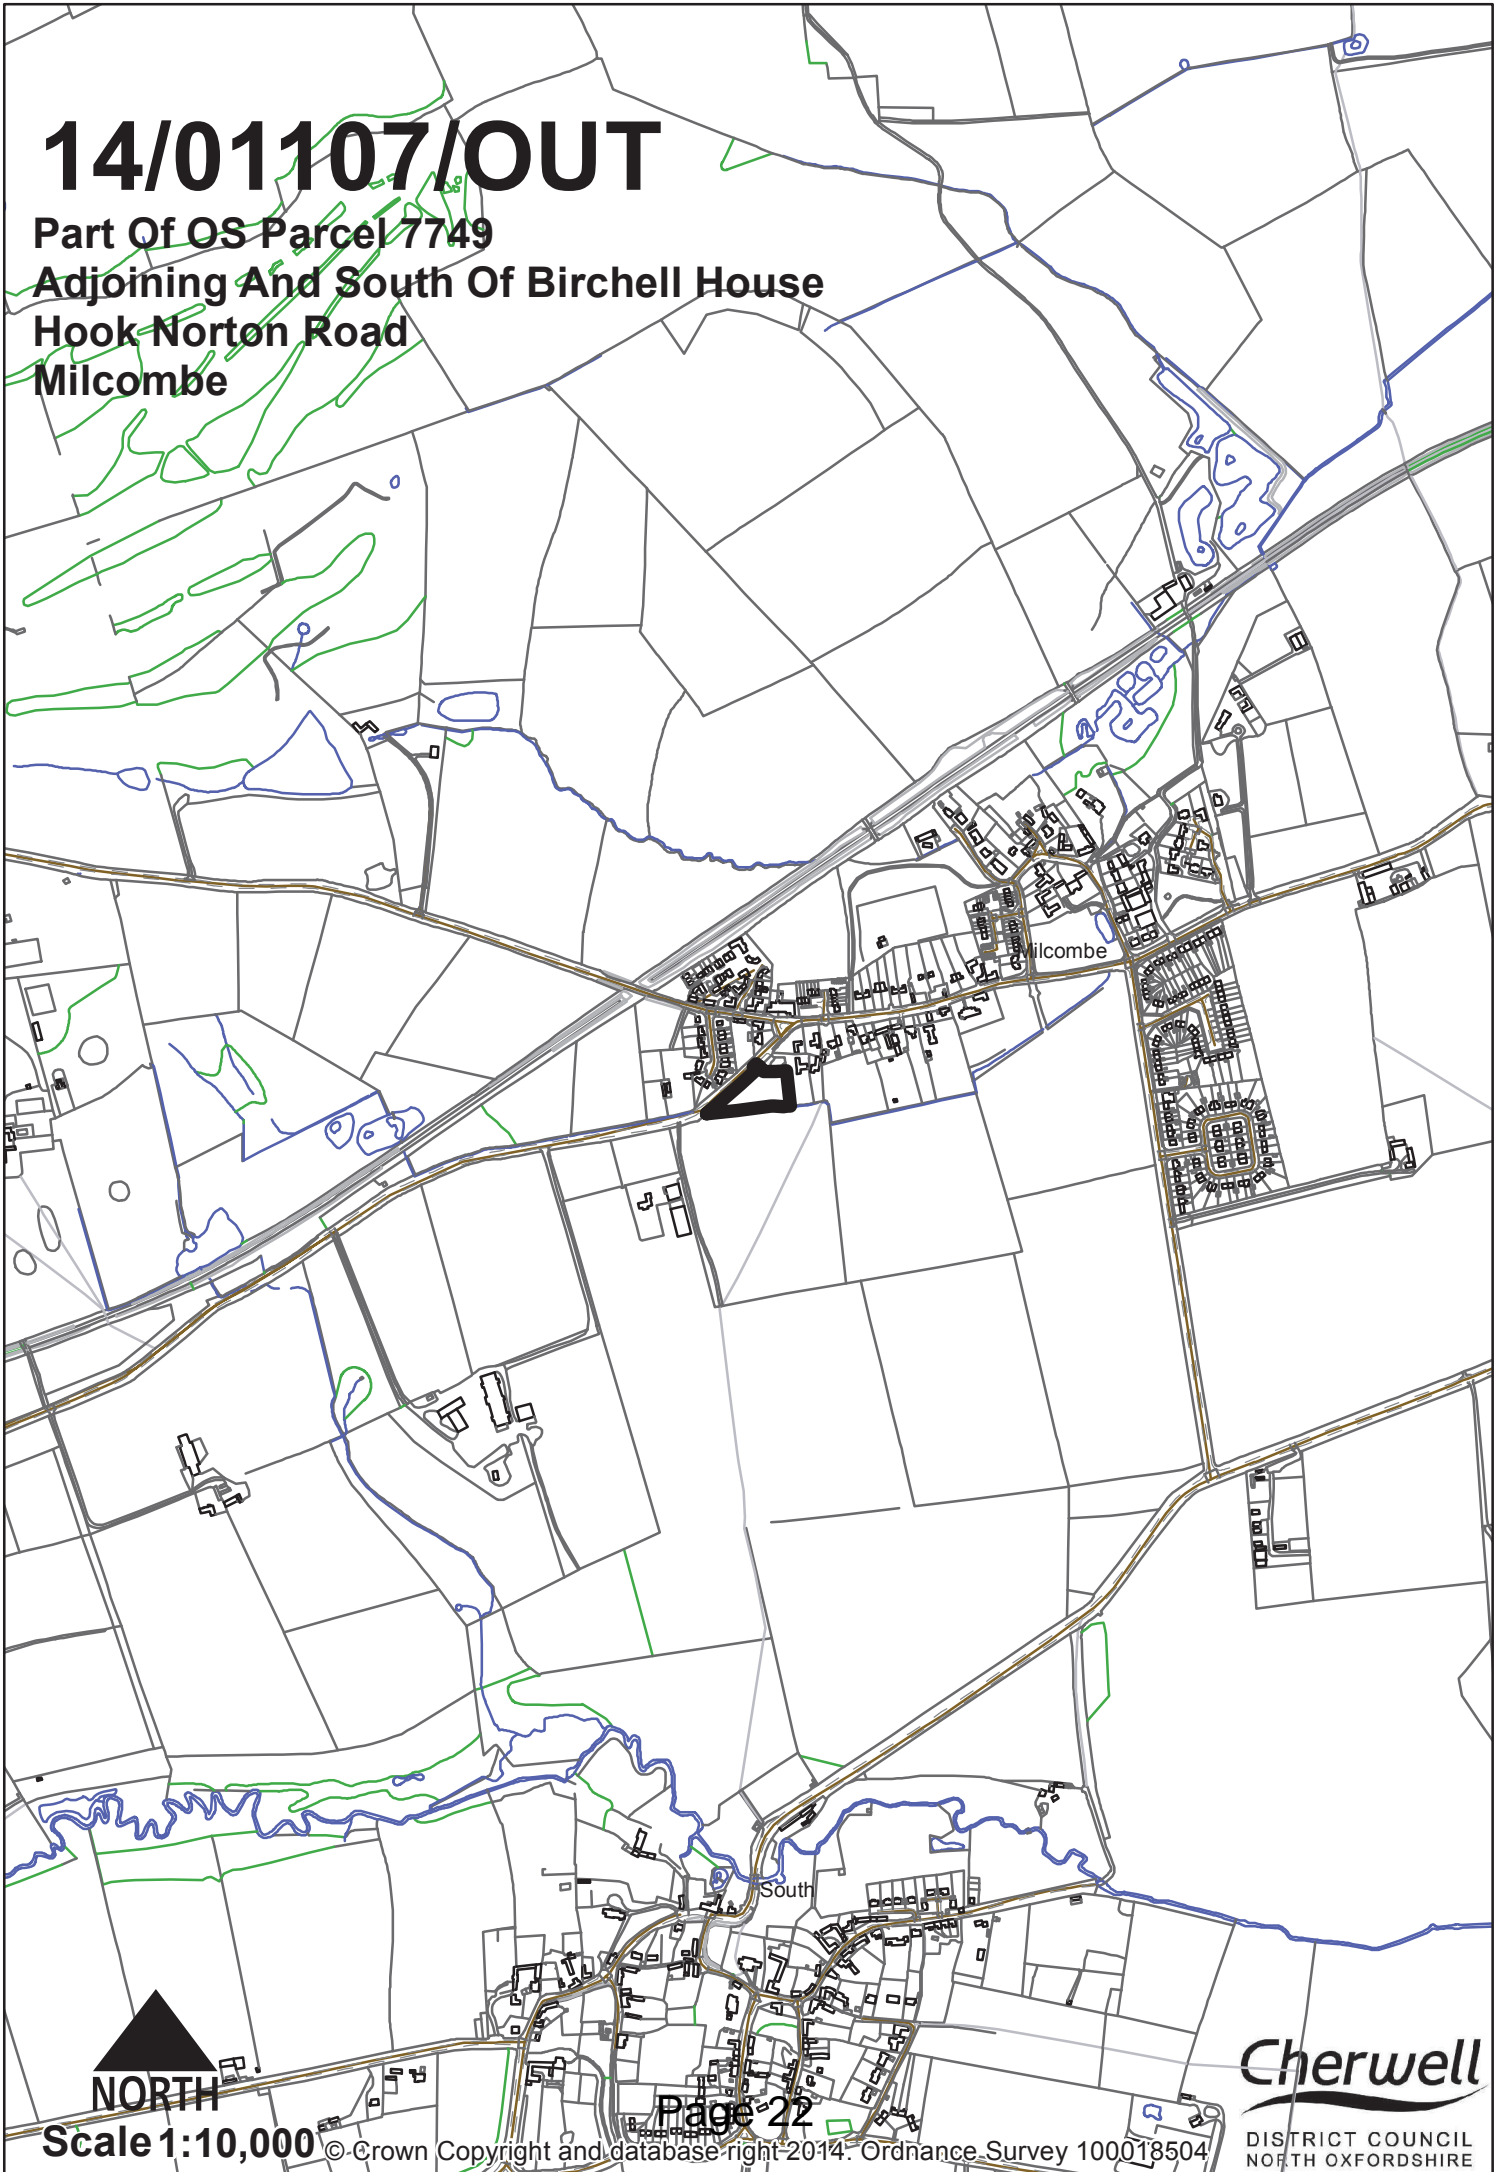 14/01107/OUT
Part Of OS Parcel 7749
Adjoining And South Of Birchell House
Hook Norton Road
Milcombe
Milcombe
South
NORTH
Scale 1:10,000
Page 22
© Crown Copyright and database right 2014. Ordnance Survey 100018504
Cherwell
DISTRICT COUNCIL
NORTH OXFORDSHIRE